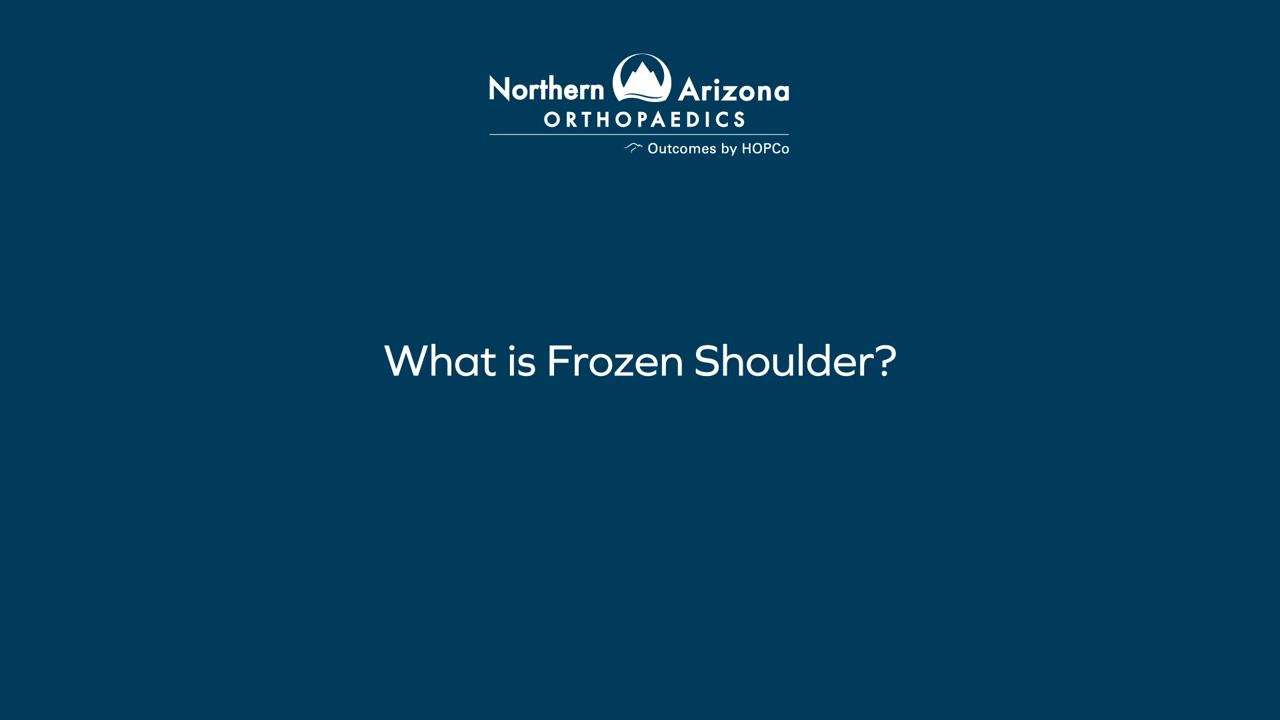 Northern Arizona
ORTHOPAEDICS
Outcomes by HOPCo
What is Frozen Shoulder?